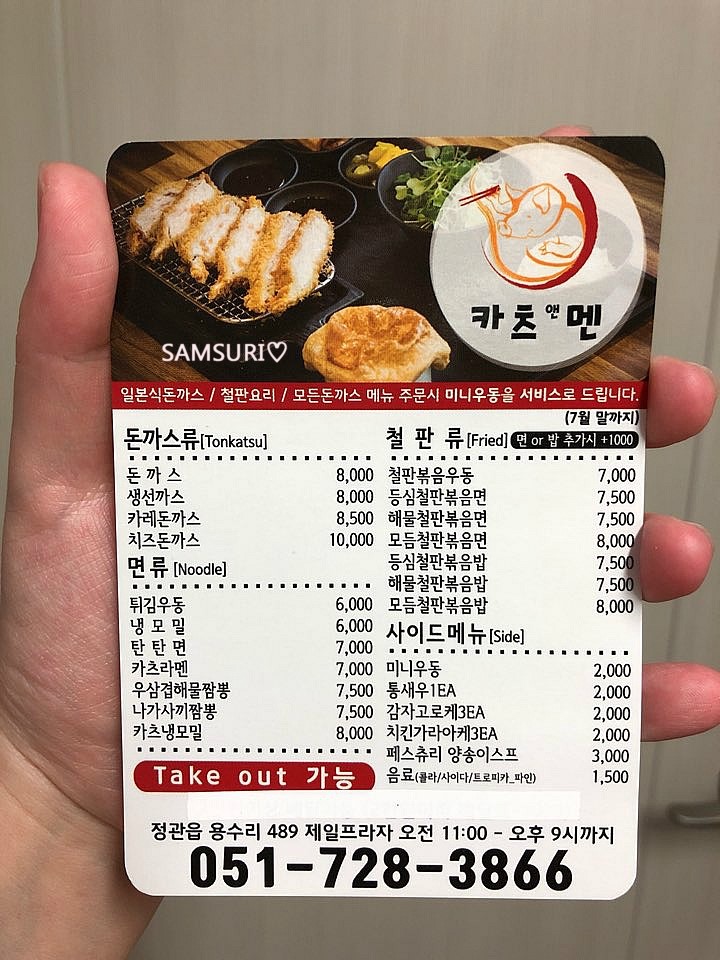 카츠앤멘
SAMSURI♡
일본식돈까스 / 철판요리 / 모든돈까스 메뉴 주문시 미니우동을 서비스로 드립니다.
(7월 말까지)
돈까스류[Tonkatsu]
돈 까 스 8,000
생선까스 8,000
카레돈까스 8,500
치즈돈까스 10,000
면류 [Noodle]
튀김우동 6,000
냉 모 밀 6,000
탄 탄 면 7,000
카츠라멘 7,000
우삼겹해물짬뽕 7,500
나가사끼짬뽕 7,500
카츠냉모밀 8,000
Take out 가능
철 판 류[Fried] 면 or 밥 추가시 +1000
철판볶음우동 7,000
등심철판볶음면 7,500
해물철판볶음면 7,500
모듬철판볶음면 8,000
등심철판볶음밥 7,500
해물철판볶음밥 7,500
모듬철판볶음밥 8,000
사이드메뉴[Side]
미니우동 2,000
통새우1EA 2,000
감자고로케3EA 2,000
치킨가라아케3EA 2,000
페스츄리 양송이스프 3,000
음료(콜라/사이다/트로피카_파인) 1,500
정관읍 용수리 489 제일프라자 오전 11:00 - 오후 9시까지
051-728-3866